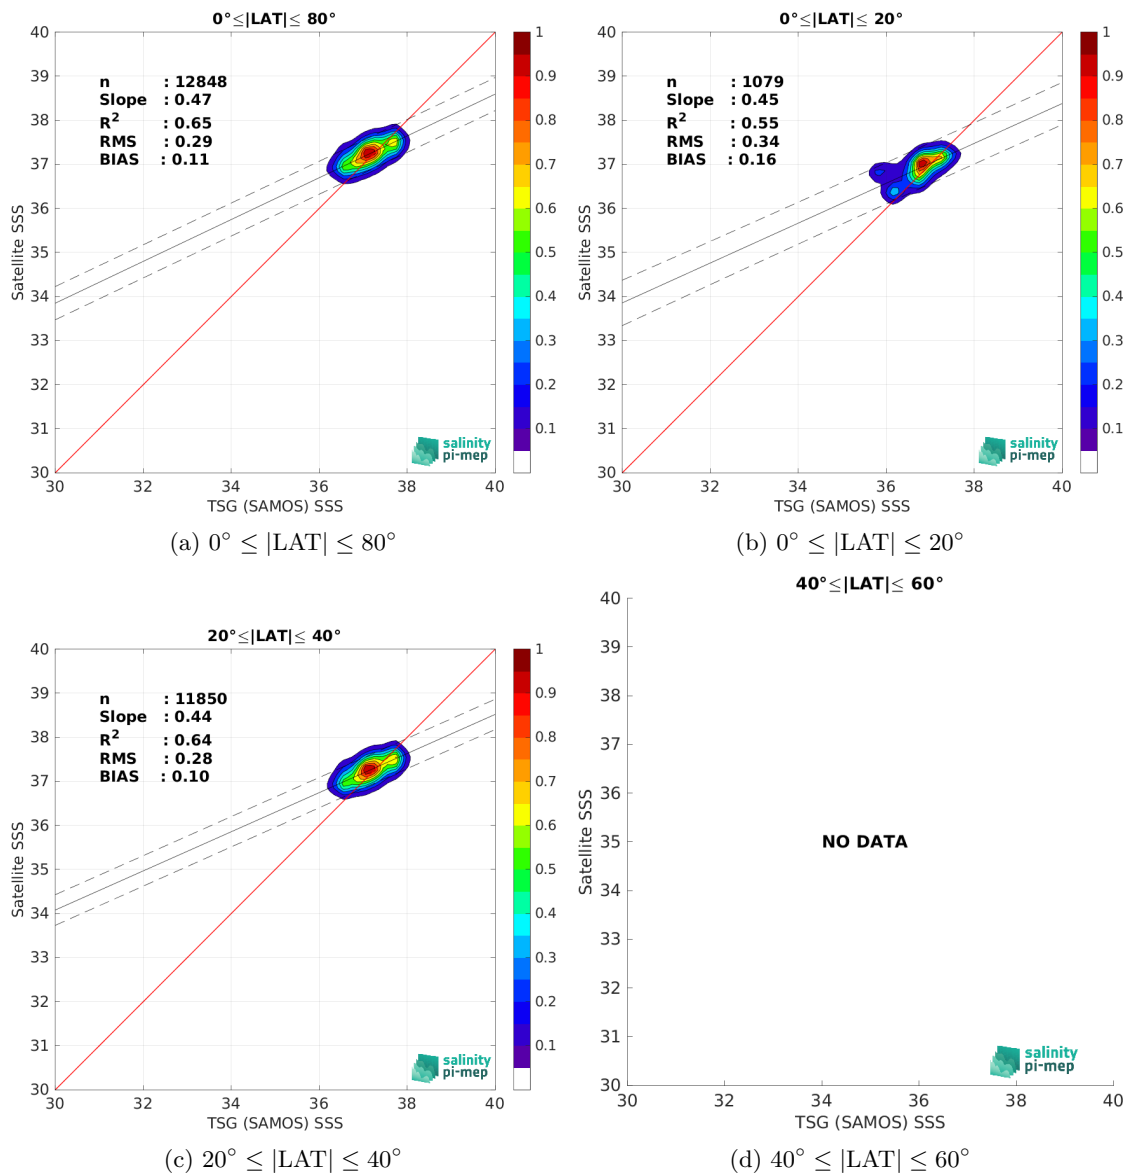 0°≤|LAT|≤ 80°
40
39
38
37
36
35
34
33
32
31
30
Satellite SSS
n : 12848
Slope : 0.47
R² : 0.65
RMS : 0.29
BIAS : 0.11
30 32 34 36 38 40
TSG (SAMOS) SSS
1
0.9
0.8
0.7
0.6
0.5
0.4
0.3
0.2
0.1
salinity
pi-mep
(a) 0° ≤ |LAT| ≤ 80°
0°≤|LAT|≤ 20°
40
39
38
37
36
35
34
33
32
31
30
Satellite SSS
n : 1079
Slope : 0.45
R² : 0.55
RMS : 0.34
BIAS : 0.16
30 32 34 36 38 40
TSG (SAMOS) SSS
1
0.9
0.8
0.7
0.6
0.5
0.4
0.3
0.2
0.1
salinity
pi-mep
(b) 0° ≤ |LAT| ≤ 20°
20°≤|LAT|≤ 40°
40
39
38
37
36
35
34
33
32
31
30
Satellite SSS
n : 11850
Slope : 0.44
R² : 0.64
RMS : 0.28
BIAS : 0.10
30 32 34 36 38 40
TSG (SAMOS) SSS
1
0.9
0.8
0.7
0.6
0.5
0.4
0.3
0.2
0.1
salinity
pi-mep
(c) 20° ≤ |LAT| ≤ 40°
40°≤|LAT|≤ 60°
40
39
38
37
36
35
34
33
32
31
30
Satellite SSS
NO DATA
30 32 34 36 38 40
TSG (SAMOS) SSS
salinity
pi-mep
(d) 40° ≤ |LAT| ≤ 60°